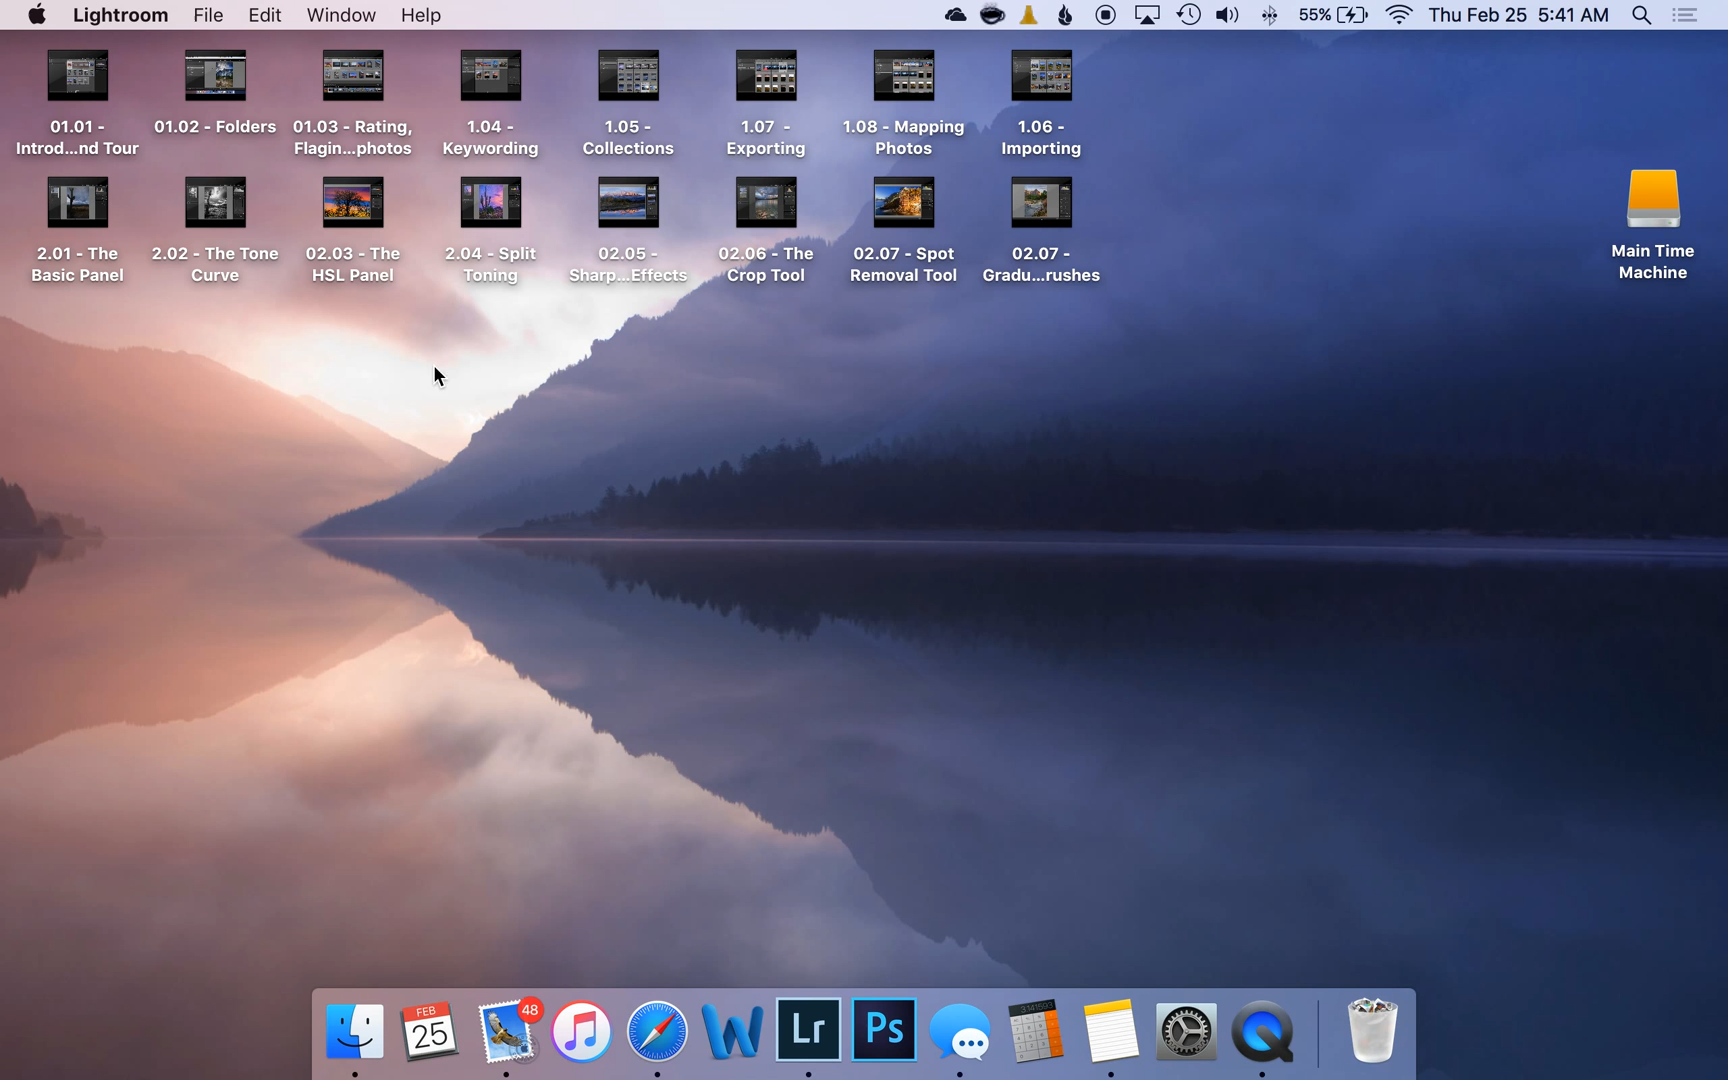 Lightroom File Edit Window Help 55% Thu Feb 25 5:41 AM
01.01 -
Introd...nd Tour
01.02 - Folders
01.03 - Rating,
Flagin...photos
1.04 -
Keywording
1.05 -
Collections
1.07 -
Exporting
1.08 - Mapping
Photos
1.06 -
Importing
2.01 - The
Basic Panel
2.02 - The Tone
Curve
02.03 - The
HSL Panel
2.04 - Split
Toning
02.05 -
Sharp...Effects
02.06 - The
Crop Tool
02.07 - Spot
Removal Tool
02.07 -
Gradu...rushes
Main Time
Machine
FEB
25
48
Lr
Ps
3.141593